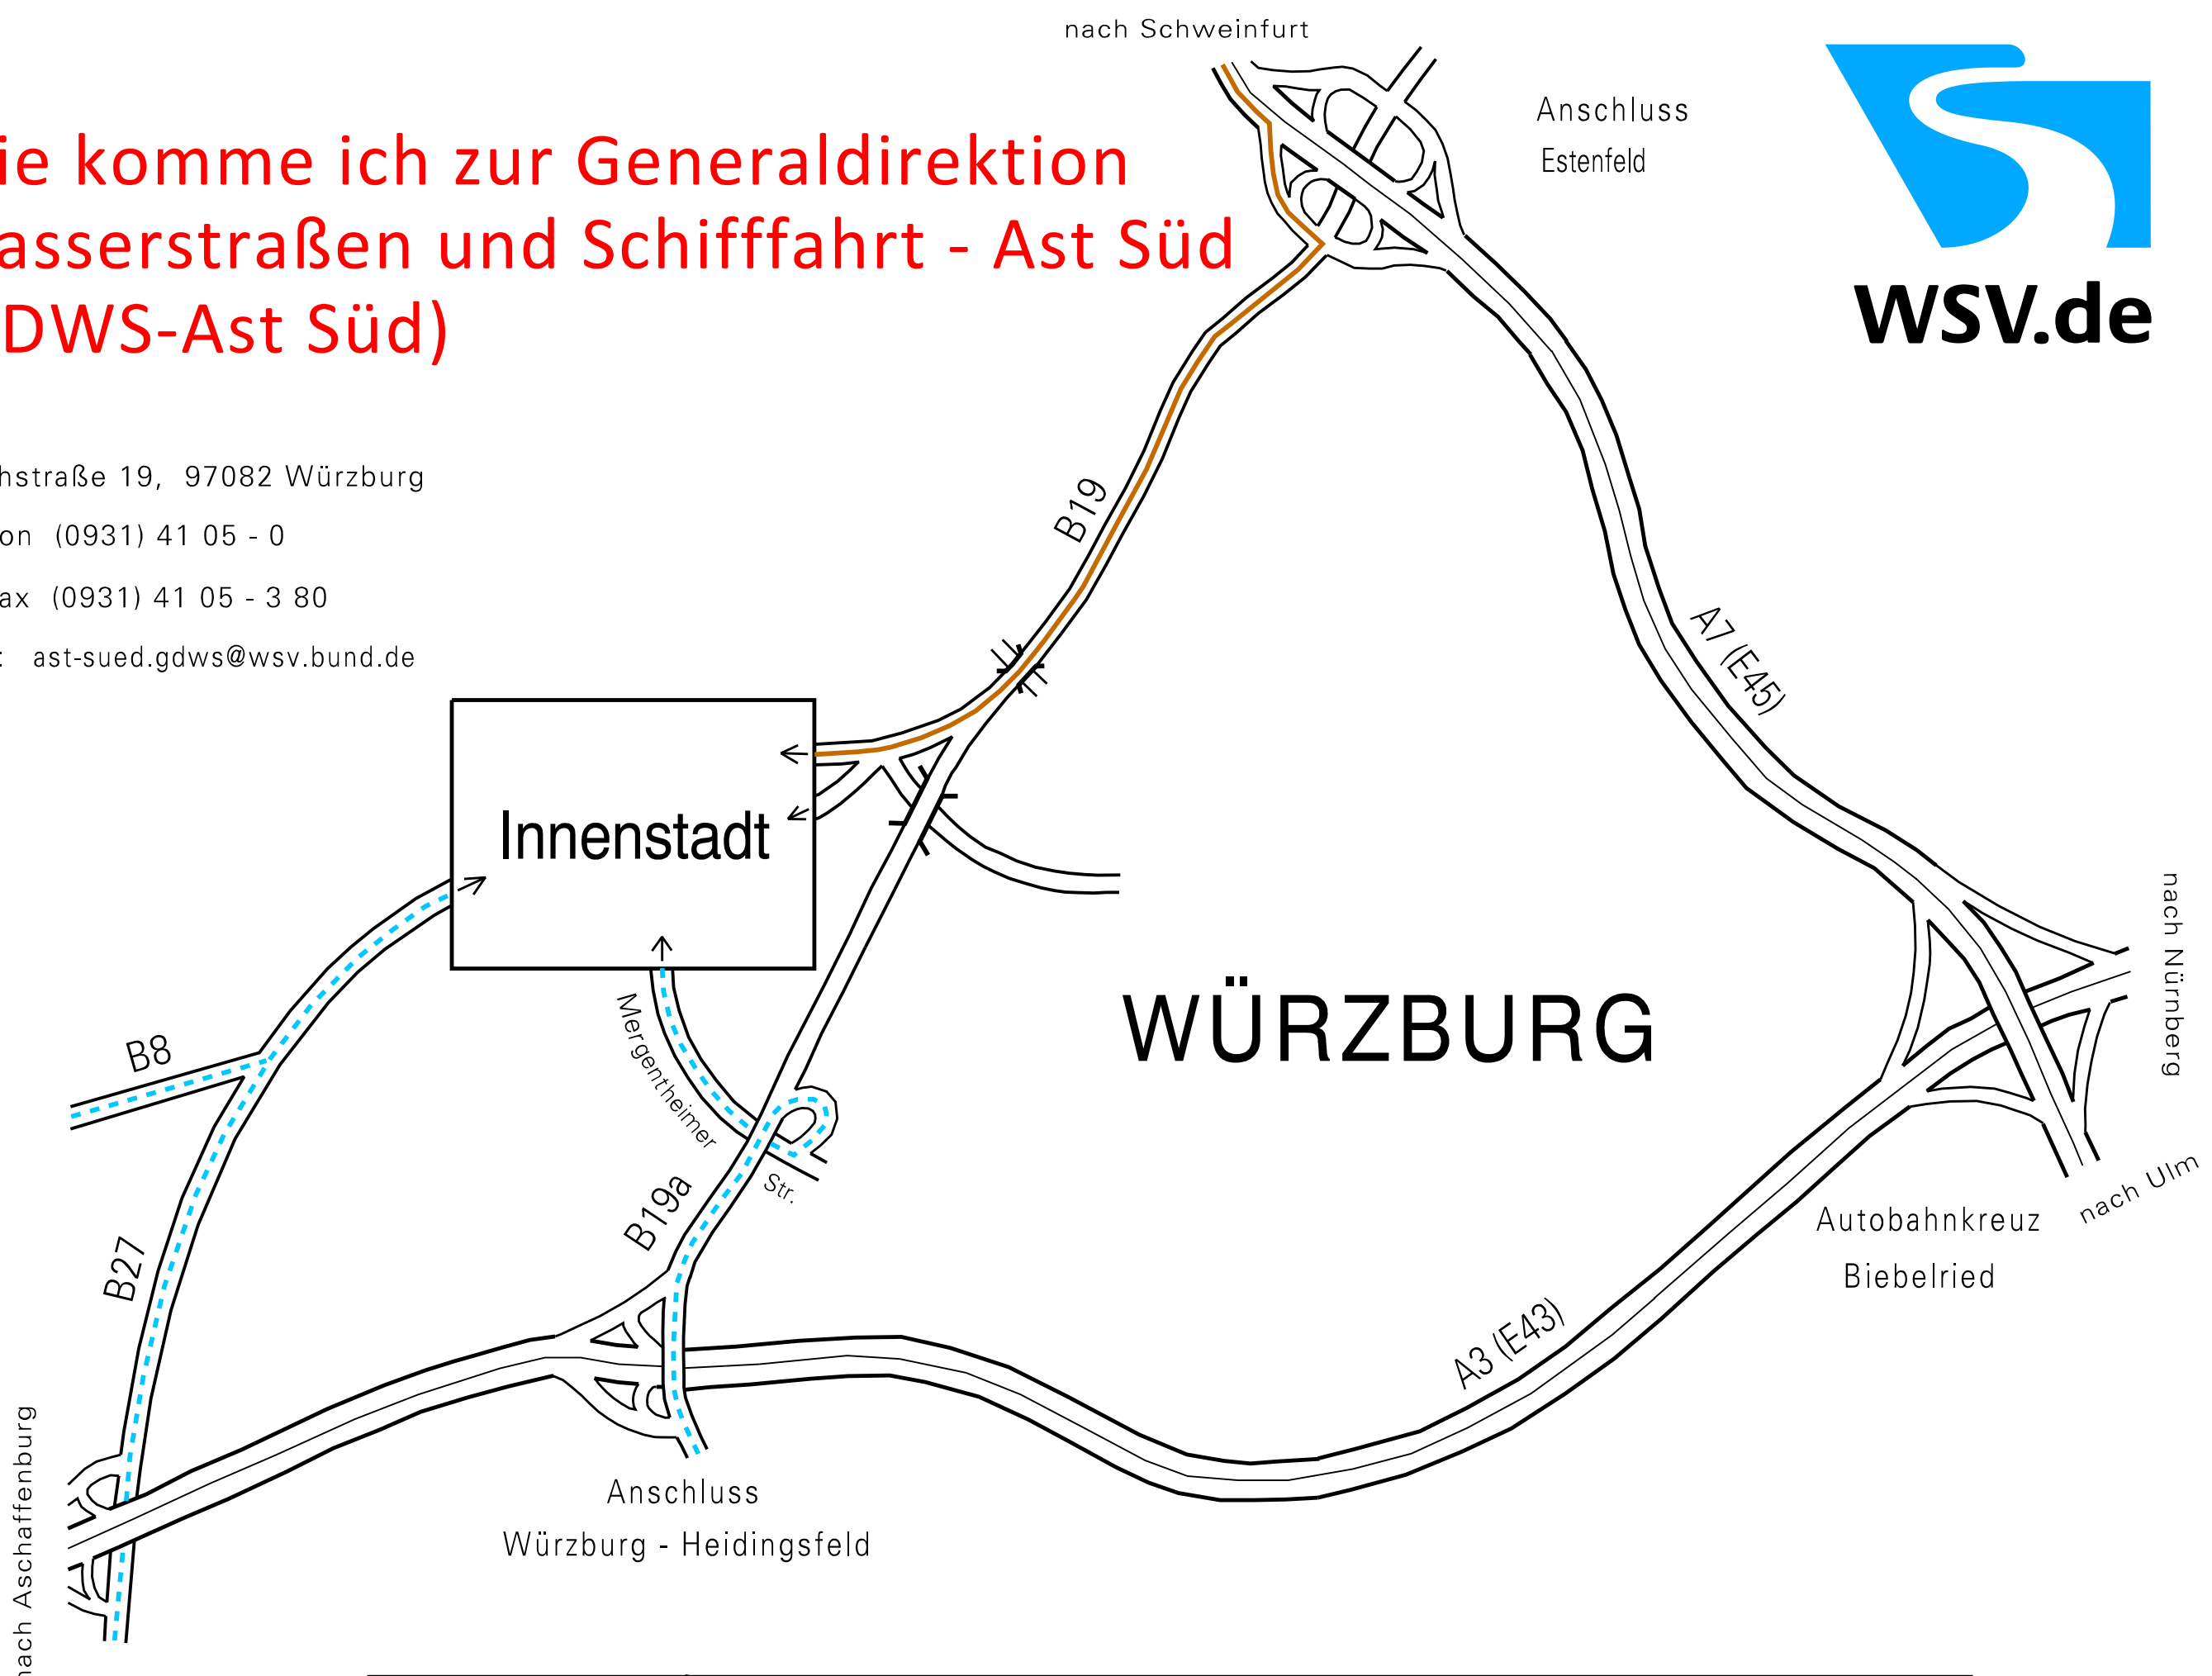 nach Schweinfurt
ie komme ich zur Generaldirektion
asserstraßen und Schifffahrt - Ast Süd
DWS-Ast Süd)
Anschluss
Estenfeld
WSV.de
hstraße 19, 97082 Würzburg
on (0931) 41 05 - 0
ax (0931) 41 05 - 3 80
: ast-sued.gdws@wsv.bund.de
B19
A7 (E45)
Innenstadt
WÜRZBURG
nach Nürnberg
Mergentheimer
Str.
B8
B19a
B27
nach Ulm
Autobahnkreuz
Biebelried
A3 (E43)
Anschluss
Würzburg - Heidingsfeld
nach Aschaffenburg